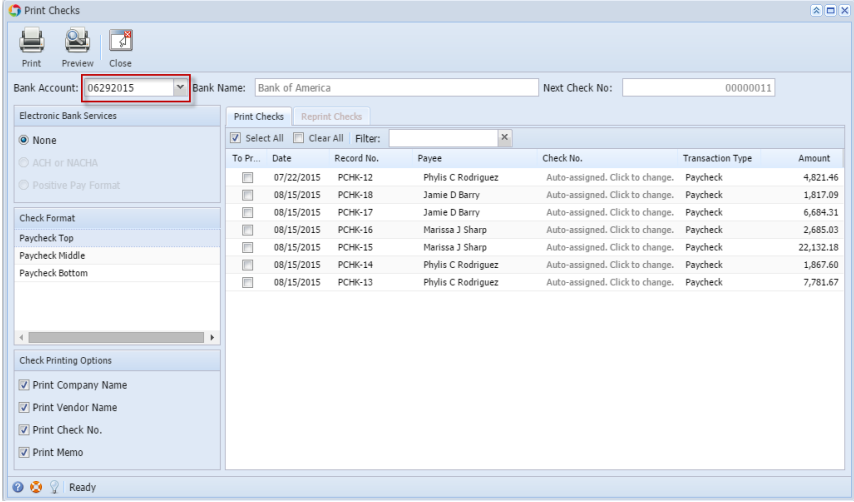 Print Checks
Print Preview Close
Bank Account: 06292015 Bank Name: Bank of America Next Check No: 00000011
Electronic Bank Services
None
ACH or NACHA
Positive Pay Format
Check Format
Paycheck Top
Paycheck Middle
Paycheck Bottom
Check Printing Options
Print Company Name
Print Vendor Name
Print Check No.
Print Memo
Print Checks Reprint Checks
Select All Clear All Filter:
To Pr... Date Record No. Payee Check No. Transaction Type Amount
07/22/2015 PCHK-12 Phylis C Rodriguez Auto-assigned. Click to change. Paycheck 4,821.46
08/15/2015 PCHK-18 Jamie D Barry Auto-assigned. Click to change. Paycheck 1,817.09
08/15/2015 PCHK-17 Jamie D Barry Auto-assigned. Click to change. Paycheck 6,684.31
08/15/2015 PCHK-16 Marissa J Sharp Auto-assigned. Click to change. Paycheck 2,685.03
08/15/2015 PCHK-15 Marissa J Sharp Auto-assigned. Click to change. Paycheck 22,132.18
08/15/2015 PCHK-14 Phylis C Rodriguez Auto-assigned. Click to change. Paycheck 1,867.60
08/15/2015 PCHK-13 Phylis C Rodriguez Auto-assigned. Click to change. Paycheck 7,781.67
Ready